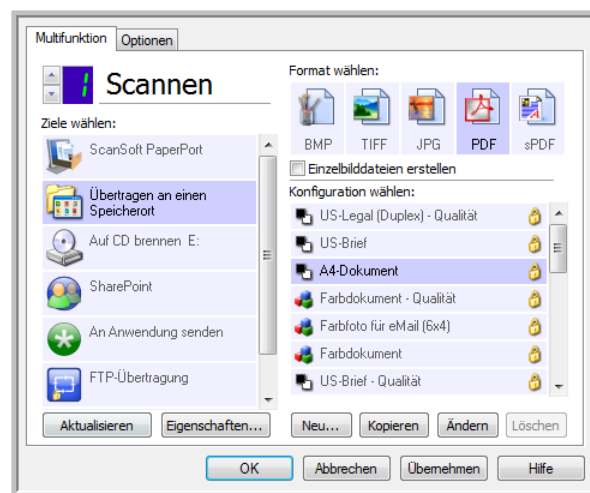 Multifunktion
Optionen
1 Scannen
Ziele wählen:
ScanSoft PaperPort
Übertragen an einen
Speicherort
Auf CD brennen E:
SharePoint
An Anwendung senden
FTP-Übertragung
Aktualisieren
Eigenschaften...
Format wählen:
BMP
TIFF
JPG
PDF
sPDF
Einzelbilddateien erstellen
Konfiguration wählen:
US-Legal (Duplex) - Qualität
US-Brief
A4-Dokument
Farbdokument - Qualität
Farbfoto für eMail (6x4)
Farbdokument
US-Brief - Qualität
Neu...
Kopieren
Ändern
Löschen
OK
Abbrechen
Übernehmen
Hilfe